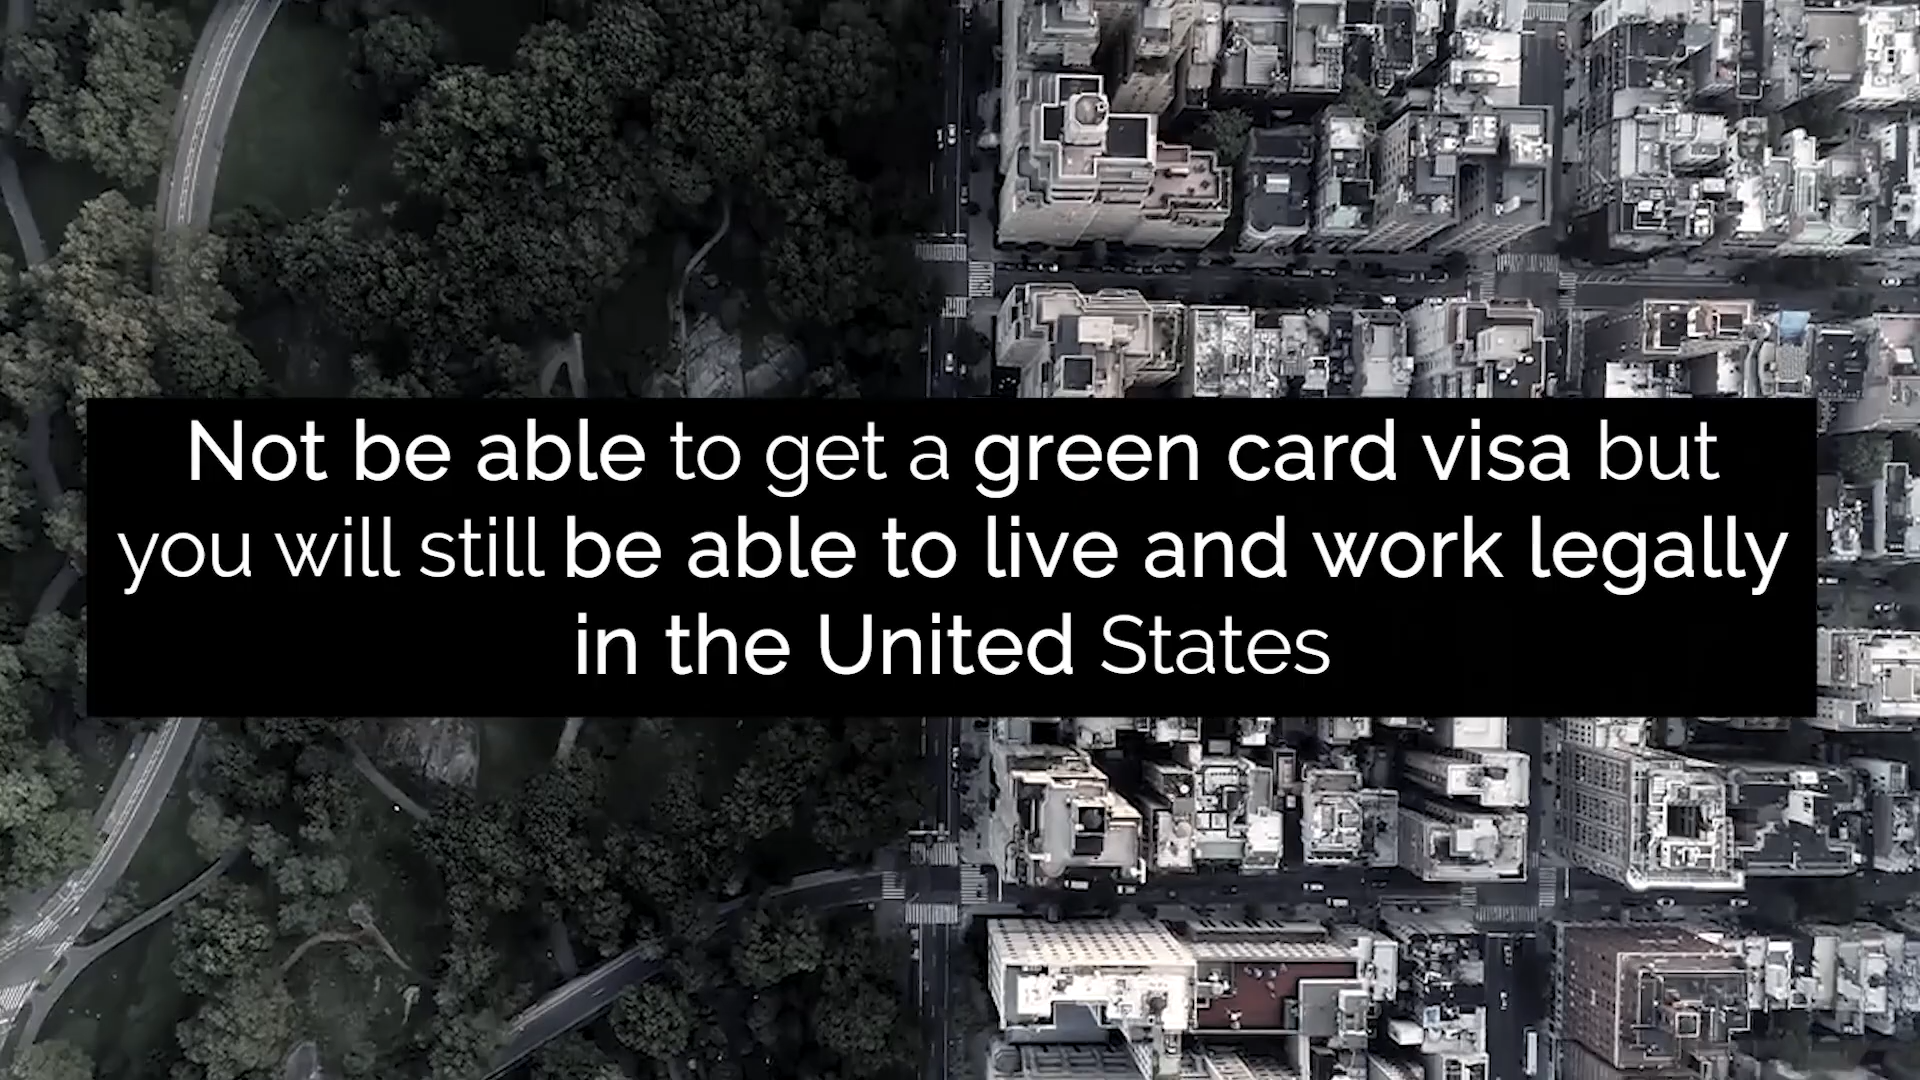 Not be able to get a green card visa but
you will still be able to live and work legally
in the United States